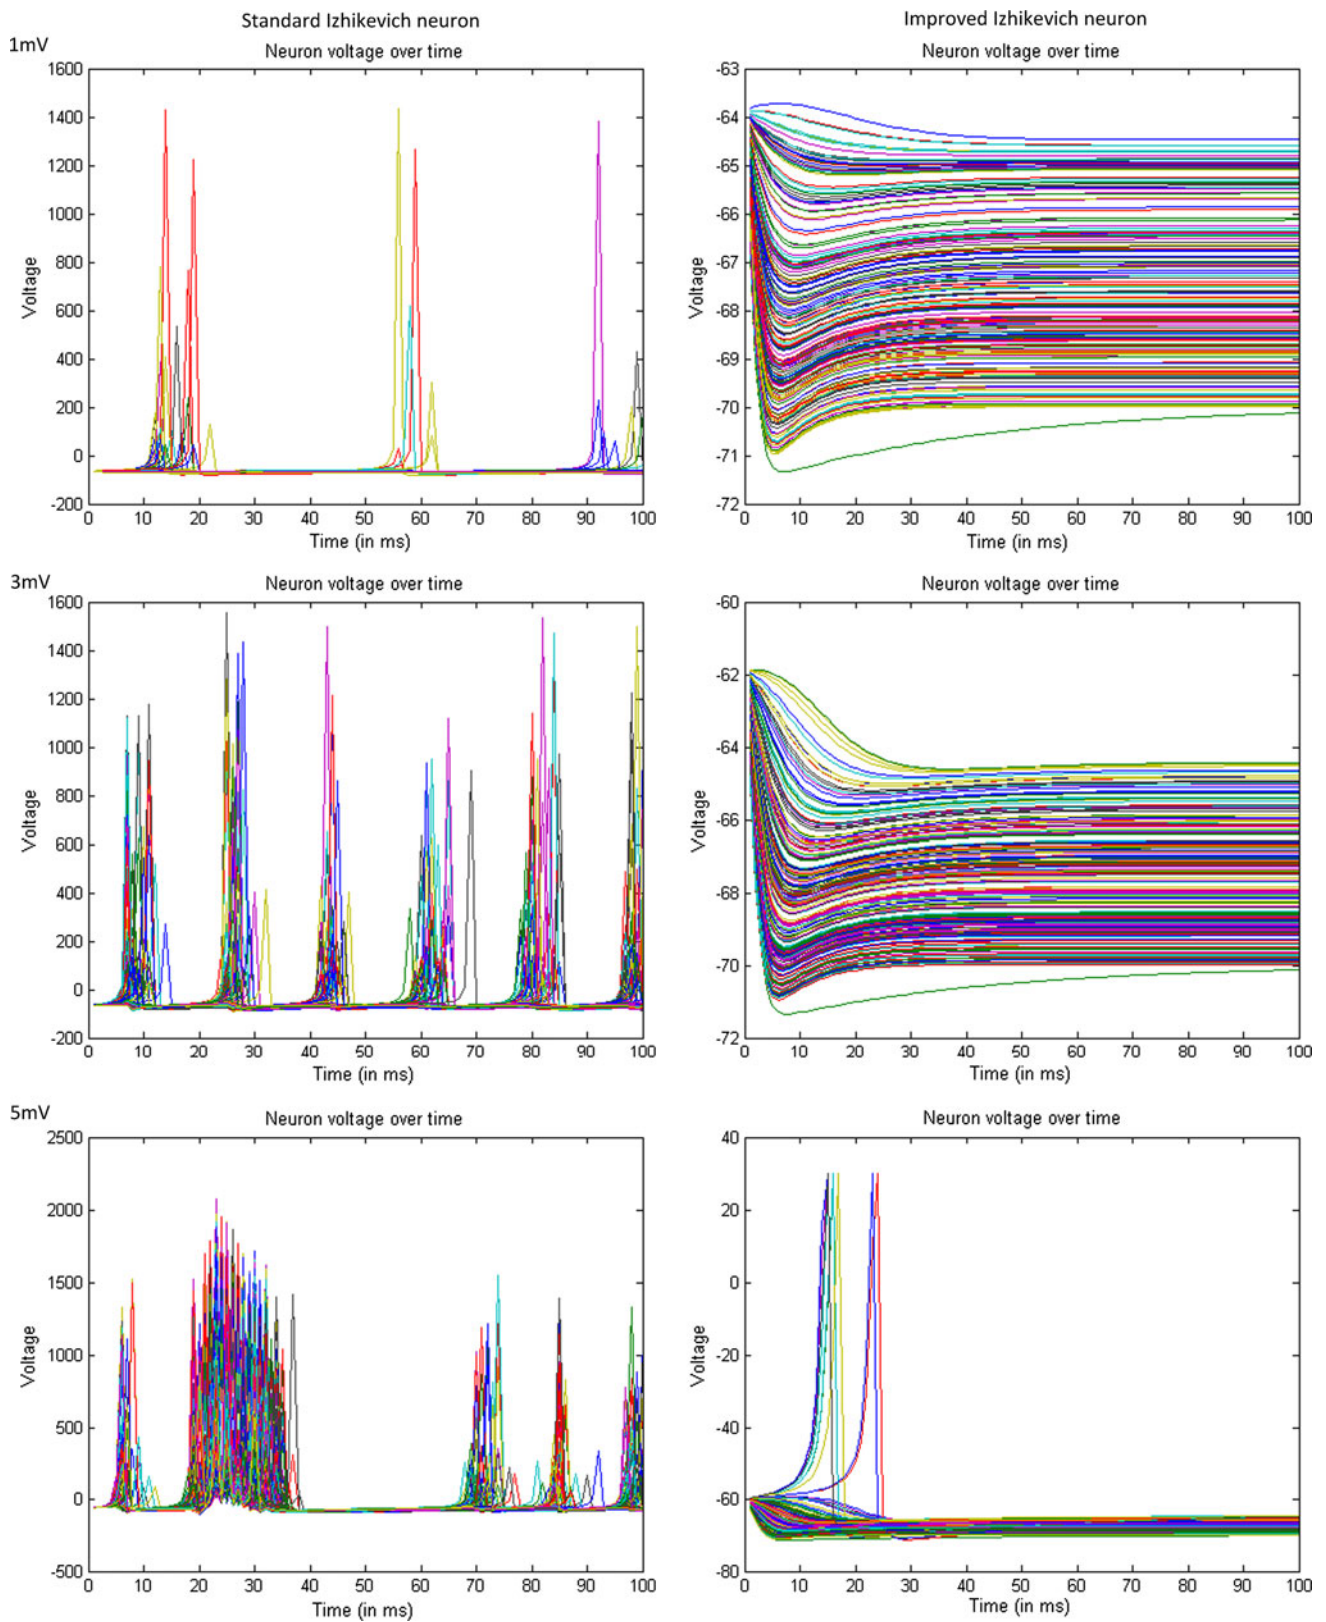 Standard Izhikevich neuron
Improved Izhikevich neuron
1mV
Neuron voltage over time
1600
1400
1200
1000
800
600
400
200
0
-200
Voltage
0 10 20 30 40 50 60 70 80 90 100
Time (in ms)
Neuron voltage over time
-63
-64
-65
-66
-67
-68
-69
-70
-71
-72
Voltage
0 10 20 30 40 50 60 70 80 90 100
Time (in ms)
3mV
Neuron voltage over time
1600
1400
1200
1000
800
600
400
200
0
-200
Voltage
0 10 20 30 40 50 60 70 80 90 100
Time (in ms)
Neuron voltage over time
-60
-62
-64
-66
-68
-70
-72
Voltage
0 10 20 30 40 50 60 70 80 90 100
Time (in ms)
5mV
Neuron voltage over time
2500
2000
1500
1000
500
0
-500
Voltage
0 10 20 30 40 50 60 70 80 90 100
Time (in ms)
Neuron voltage over time
40
20
0
-20
-40
-60
-80
Voltage
0 10 20 30 40 50 60 70 80 90 100
Time (in ms)